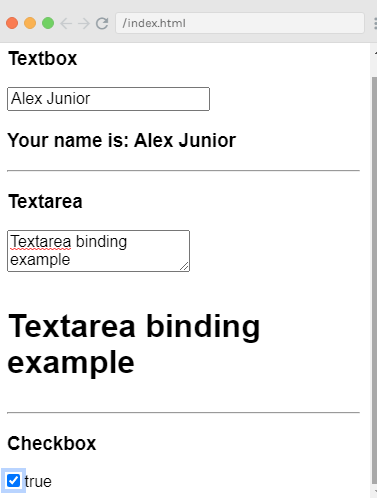 /index.html
Textbox
Alex Junior
Your name is: Alex Junior
Textarea
Textarea binding
example
Textarea binding
example
Checkbox
true